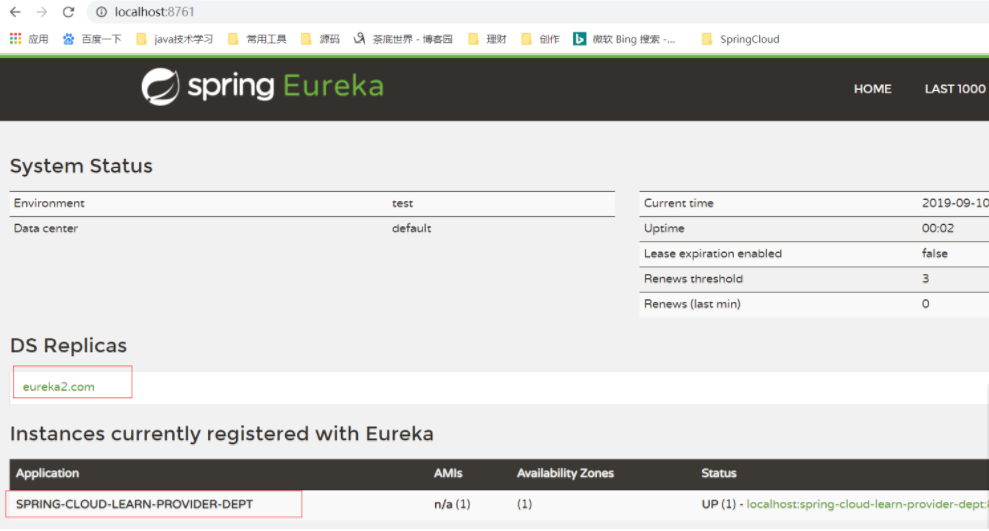 localhost:8761
应用 百度一下 java技术学习 常用工具 源码 茶底世界 - 博客园 理财 创作 微软 Bing 搜索 -... SpringCloud
spring Eureka
HOME LAST 1000
System Status
Environment test
Data center default
Current time 2019-09-10
Uptime 00:02
Lease expiration enabled false
Renews threshold 3
Renews (last min) 0
DS Replicas
eureka2.com
Instances currently registered with Eureka
Application AMIs Availability Zones Status
SPRING-CLOUD-LEARN-PROVIDER-DEPT n/a (1) (1) UP (1) - localhost:spring-cloud-learn-provider-dept: